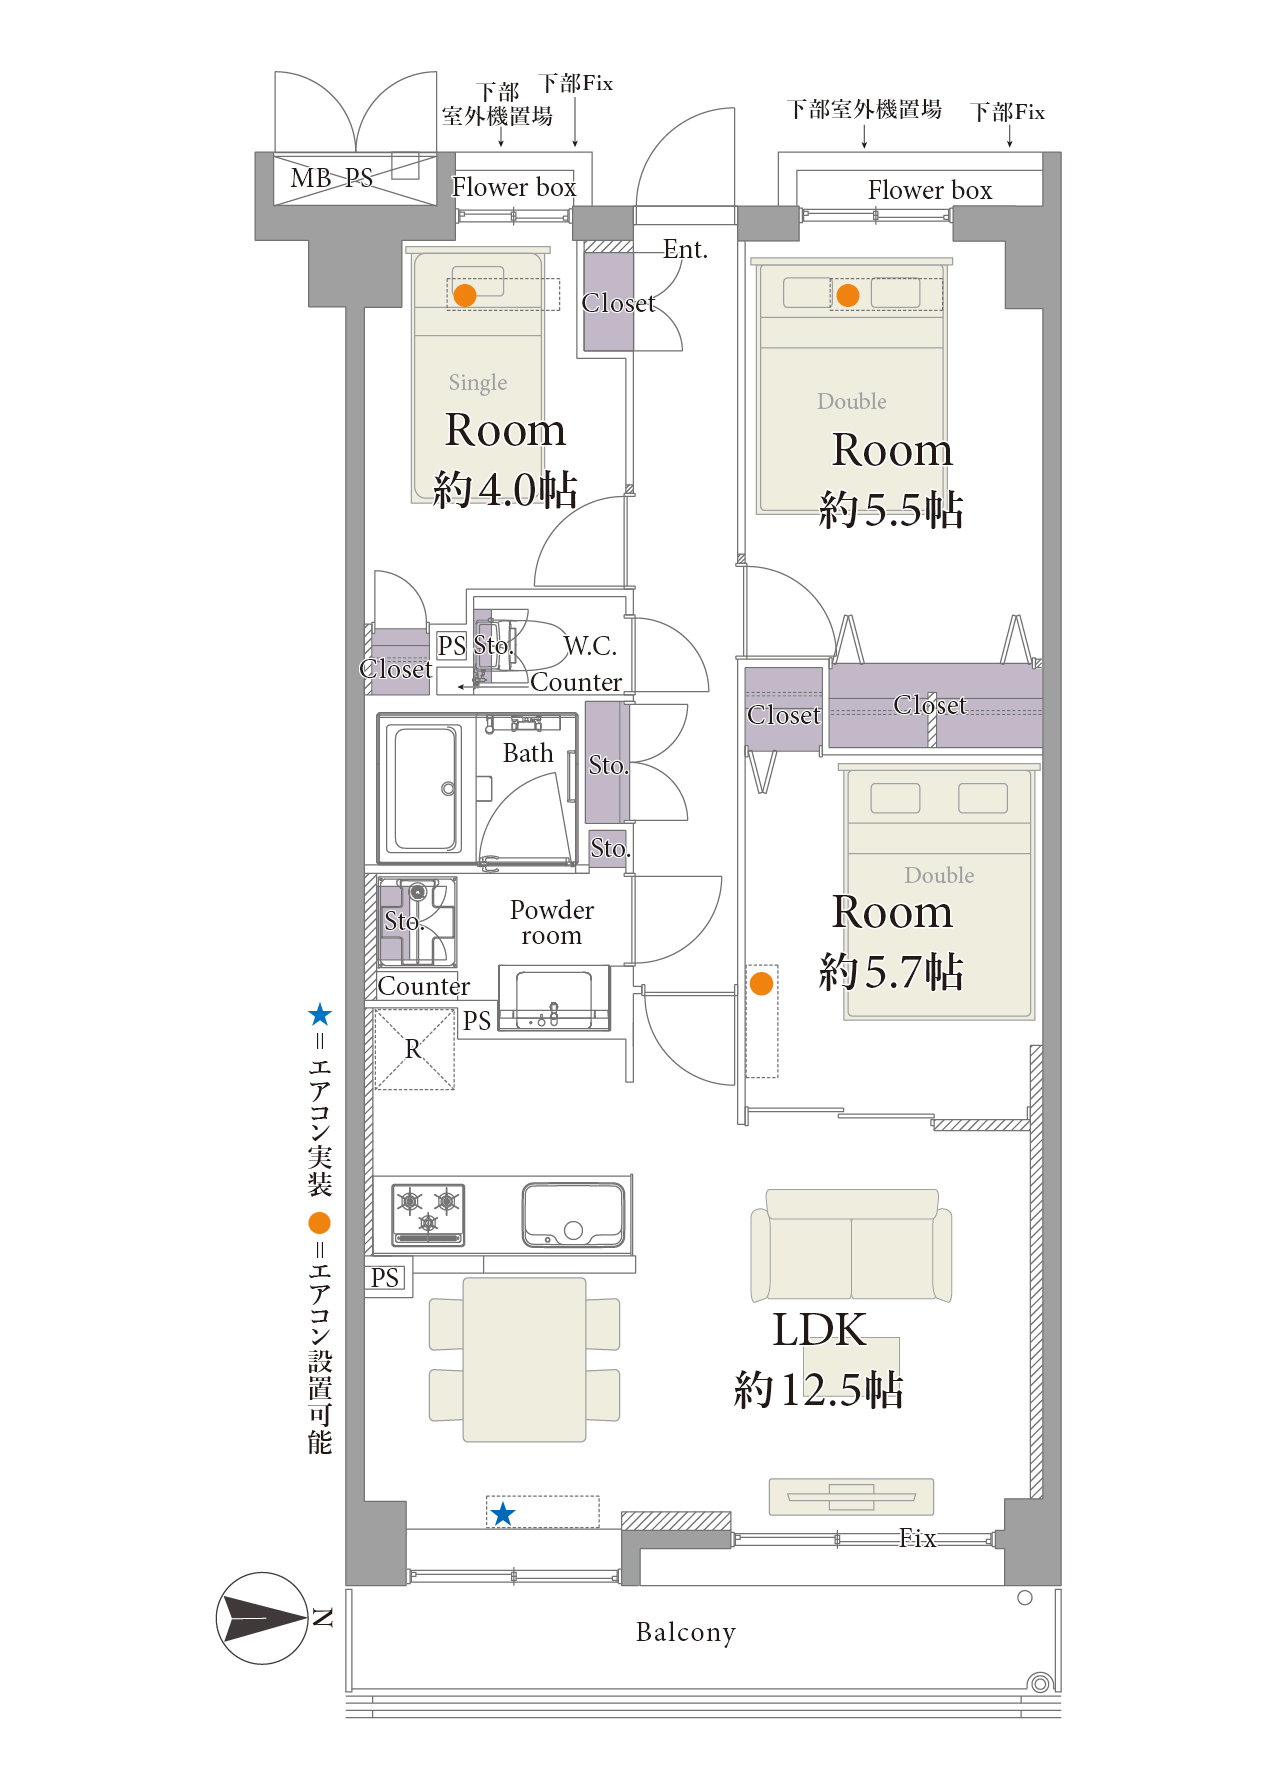 下部
室外機置場
下部Fix
下部室外機置場
下部Fix
MB PS
Flower box
Flower box
Ent.
Closet
Single
Room
約4.0帖
Double
Room
約5.5帖
PS
Sto.
W.C.
Closet
Counter
Closet
Closet
Bath
Sto.
Sto.
Double
Room
約5.7帖
Sto.
Powder
room
Counter
PS
R
★=エアコン実装 ●=エアコン設置可能
PS
LDK
約12.5帖
★
Fix
N
Balcony